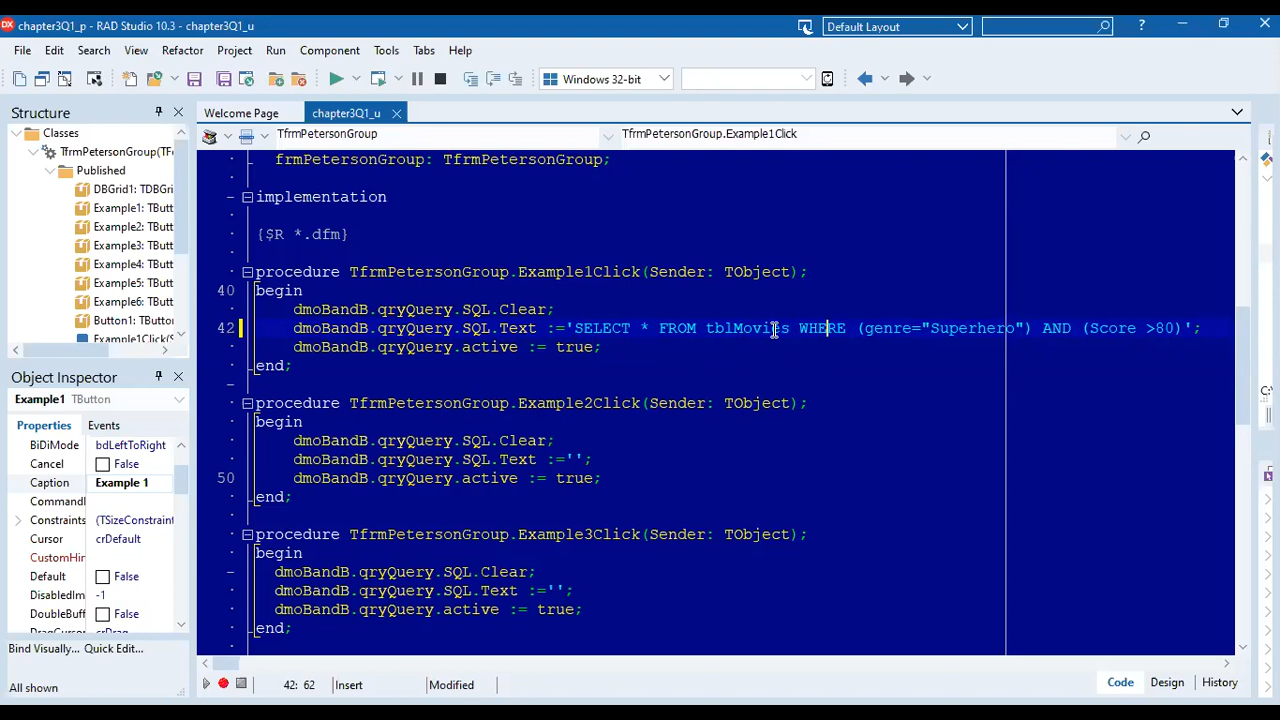 DX chapter3Q1_p - RAD Studio 10.3 - chapter3Q1_u Default Layout ?
File Edit Search View Refactor Project Run Component Tools Tabs Help
Windows 32-bit
Structure Welcome Page chapter3Q1_u
TfrmPetersonGroup TfrmPetersonGroup.Example1Click
Classes
TfrmPetersonGroup(TFo
Published
DBGrid1: TDBGri
Example1: TButt
Example2: TButt
Example3: TButt
Example4: TButt
Example5: TButt
Example6: TButt
Button1: TButto
Example1Click(
frmPetersonGroup: TfrmPetersonGroup;
implementation
{$R *.dfm}
procedure TfrmPetersonGroup.Example1Click(Sender: TObject);
40 begin
dmoBandB.qryQuery.SQL.Clear;
42 dmoBandB.qryQuery.SQL.Text :='SELECT * FROM tblMovies WHERE (genre="Superhero") AND (Score >80)';
dmoBandB.qryQuery.active := true;
end;
procedure TfrmPetersonGroup.Example2Click(Sender: TObject);
begin
dmoBandB.qryQuery.SQL.Clear;
dmoBandB.qryQuery.SQL.Text :='';
50 dmoBandB.qryQuery.active := true;
end;
procedure TfrmPetersonGroup.Example3Click(Sender: TObject);
begin
dmoBandB.qryQuery.SQL.Clear;
dmoBandB.qryQuery.SQL.Text :='';
dmoBandB.qryQuery.active := true;
end;
Object Inspector
Example1 TButton
Properties Events
BiDiMode bdLeftToRight
Cancel False
Caption Example 1
CommandI
Constraints (TSizeConstraint
Cursor crDefault
CustomHin
Default False
DisabledIm -1
DoubleBuff False
DragCursor crDrag
Bind Visually... Quick Edit...
All shown
42: 62 Insert Modified Code Design History
C:\